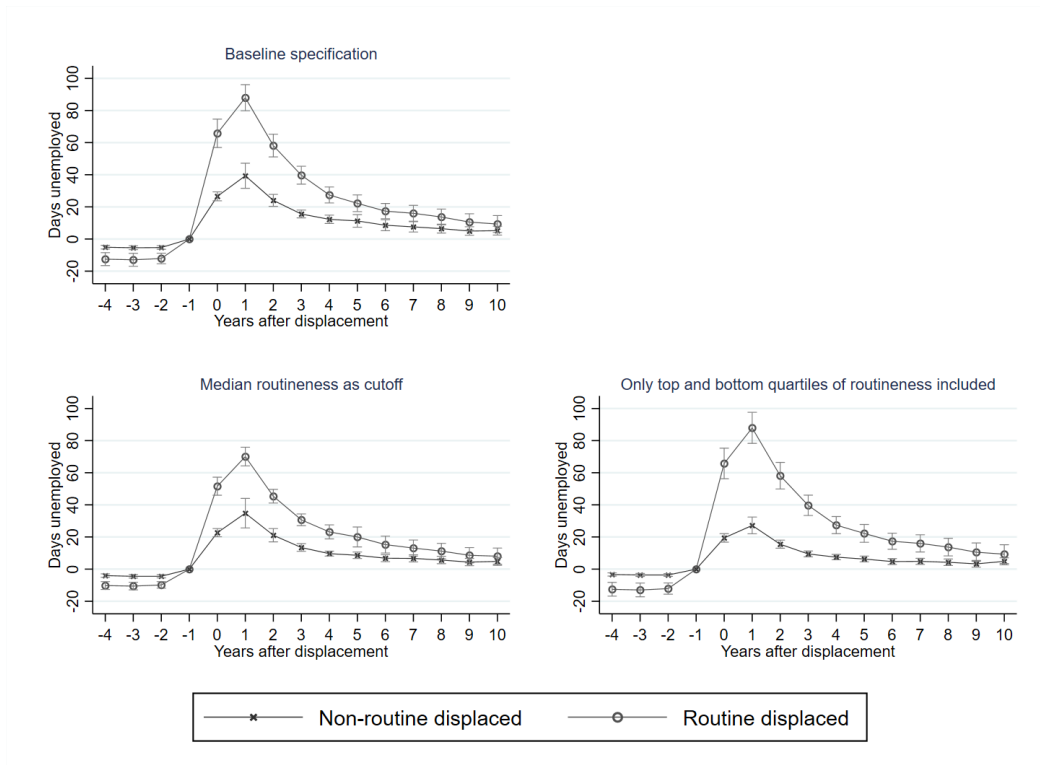 Baseline specification
Days unemployed
100
80
60
40
20
0
-20
-4 -3 -2 -1 0 1 2 3 4 5 6 7 8 9 10
Years after displacement
Median routineness as cutoff
Days unemployed
100
80
60
40
20
0
-20
-4 -3 -2 -1 0 1 2 3 4 5 6 7 8 9 10
Years after displacement
Only top and bottom quartiles of routineness included
Days unemployed
100
80
60
40
20
0
-20
-4 -3 -2 -1 0 1 2 3 4 5 6 7 8 9 10
Years after displacement
Non-routine displaced
Routine displaced